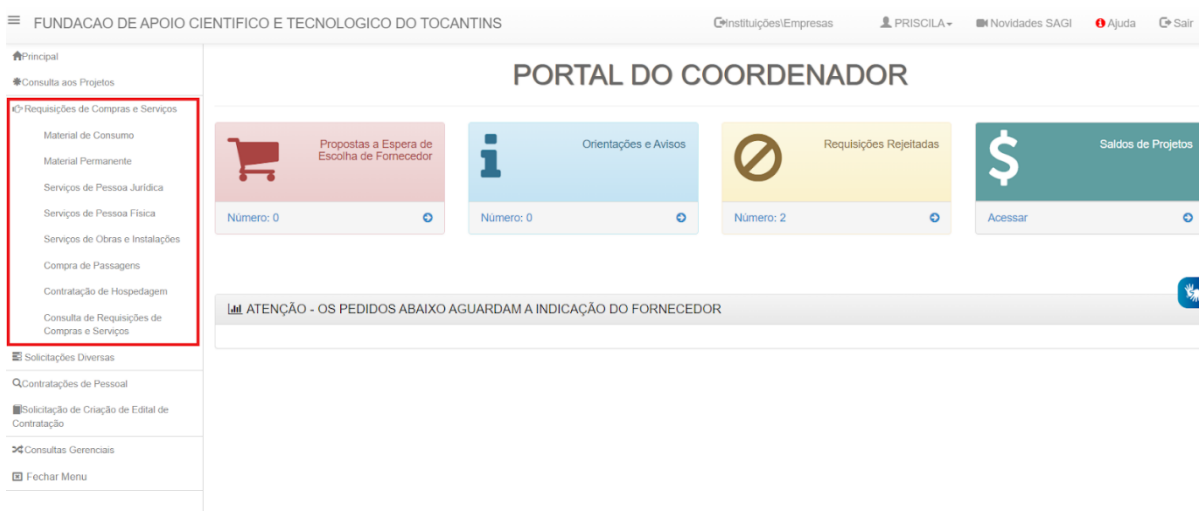 FUNDACAO DE APOIO CIENTIFICO E TECNOLOGICO DO TOCANTINS
Instituições\Empresas
PRISCILA
Novidades SAGI
Ajuda
Sair
Principal
Consulta aos Projetos
Requisições de Compras e Serviços
Material de Consumo
Material Permanente
Serviços de Pessoa Jurídica
Serviços de Pessoa Física
Serviços de Obras e Instalações
Compra de Passagens
Contratação de Hospedagem
Consulta de Requisições de
Compras e Serviços
Solicitações Diversas
Contratações de Pessoal
Solicitação de Criação de Edital de
Contratação
Consultas Gerenciais
Fechar Menu
PORTAL DO COORDENADOR
Propostas a Espera de
Escolha de Fornecedor
Número: 0
Orientações e Avisos
Número: 0
Requisições Rejeitadas
Número: 2
Saldos de Projetos
Acessar
ATENÇÃO - OS PEDIDOS ABAIXO AGUARDAM A INDICAÇÃO DO FORNECEDOR